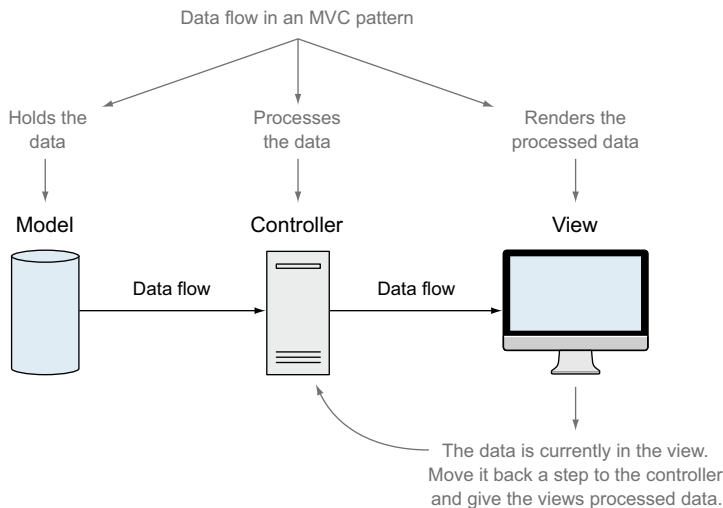 Data flow in an MVC pattern
Holds the
data
Processes
the data
Renders the
processed data
Model
Controller
View
Data flow
Data flow
The data is currently in the view.
Move it back a step to the controller
and give the views processed data.